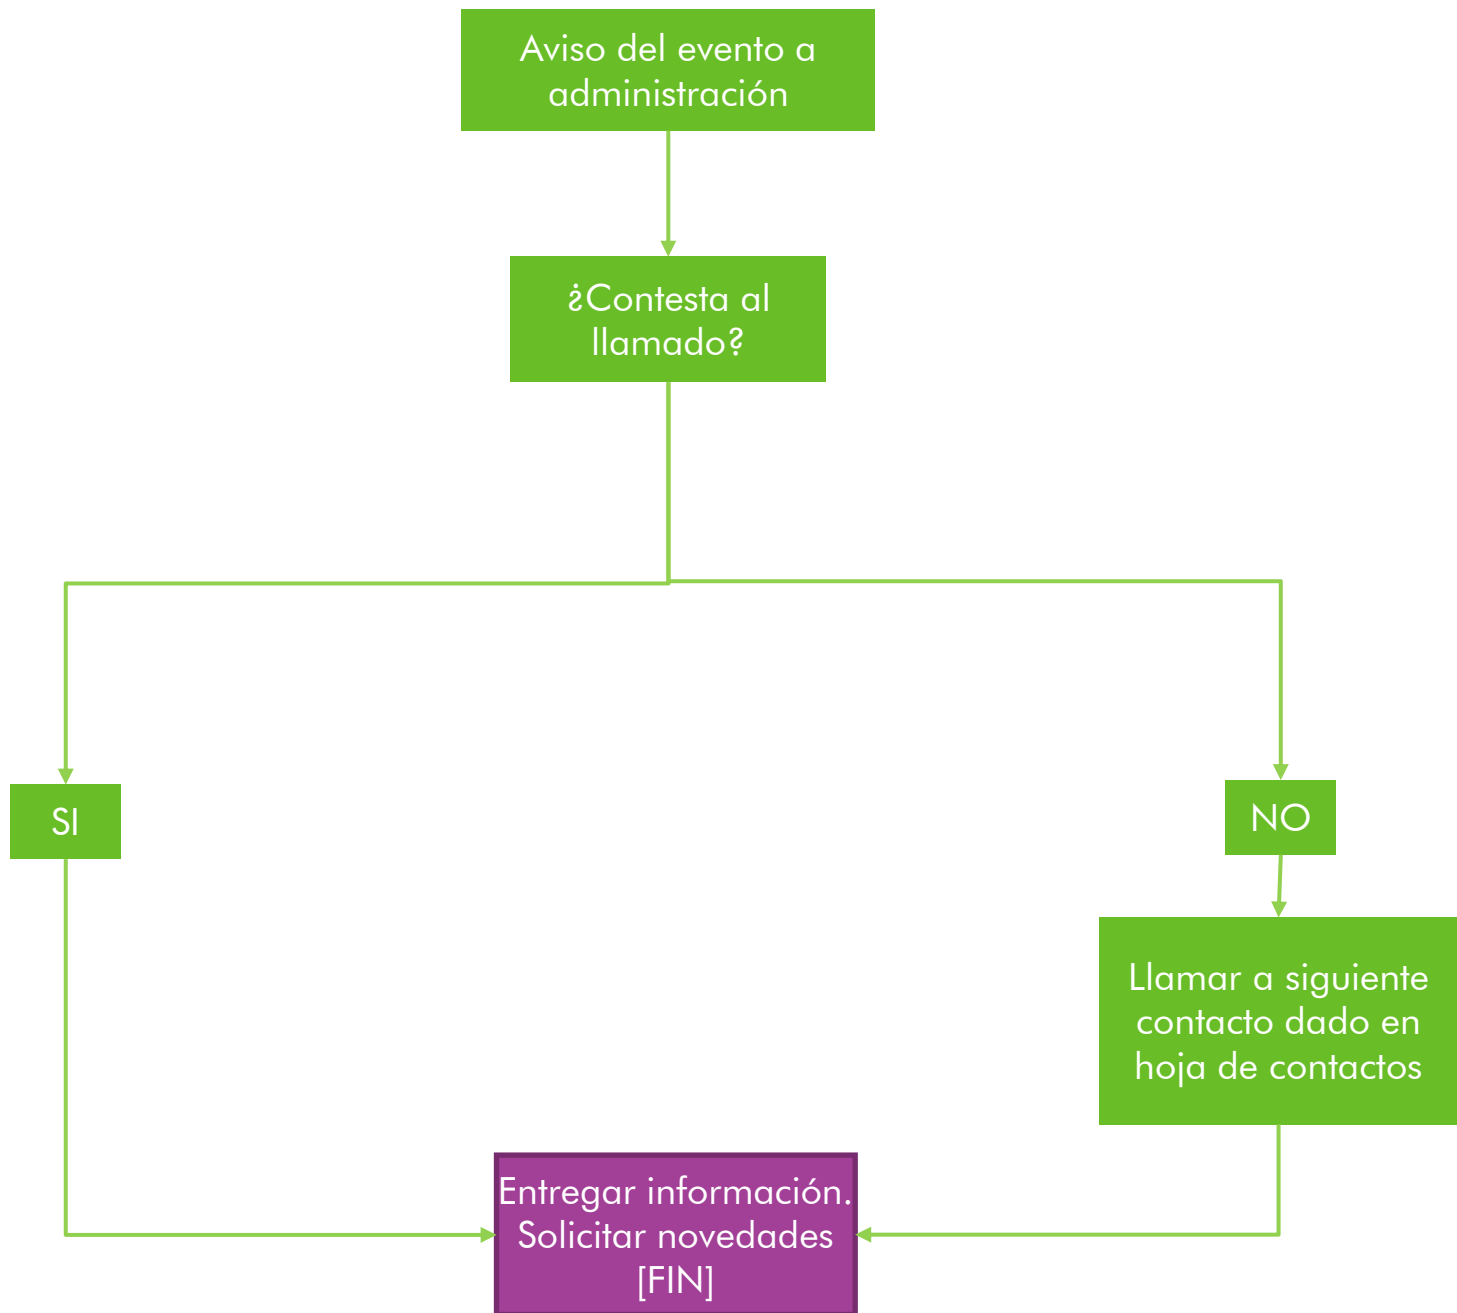 Aviso del evento a
administración
¿Contesta al
llamado?
SI
NO
Llamar a siguiente
contacto dado en
hoja de contactos
Entregar información.
Solicitar novedades
[FIN]